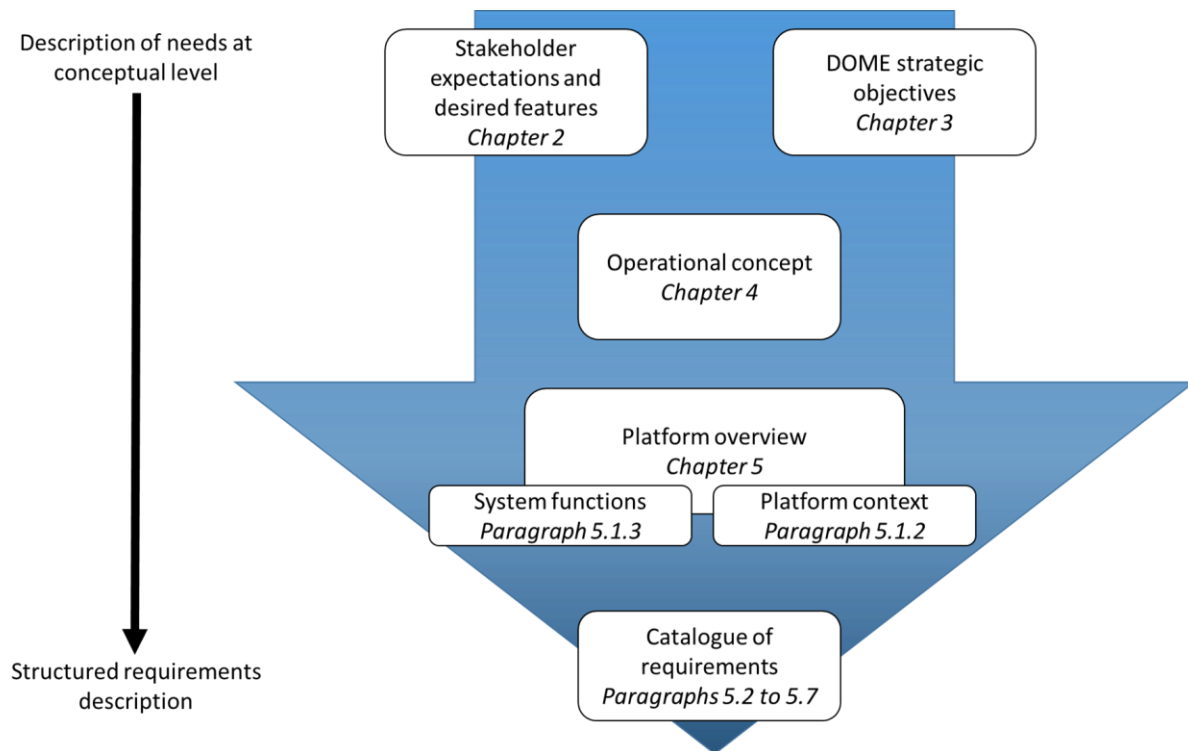 Description of needs at
conceptual level
Stakeholder
expectations and
desired features
Chapter 2
DOME strategic
objectives
Chapter 3
Operational concept
Chapter 4
Platform overview
Chapter 5
System functions
Paragraph 5.1.3
Platform context
Paragraph 5.1.2
Catalogue of
requirements
Paragraphs 5.2 to 5.7
Structured requirements
description